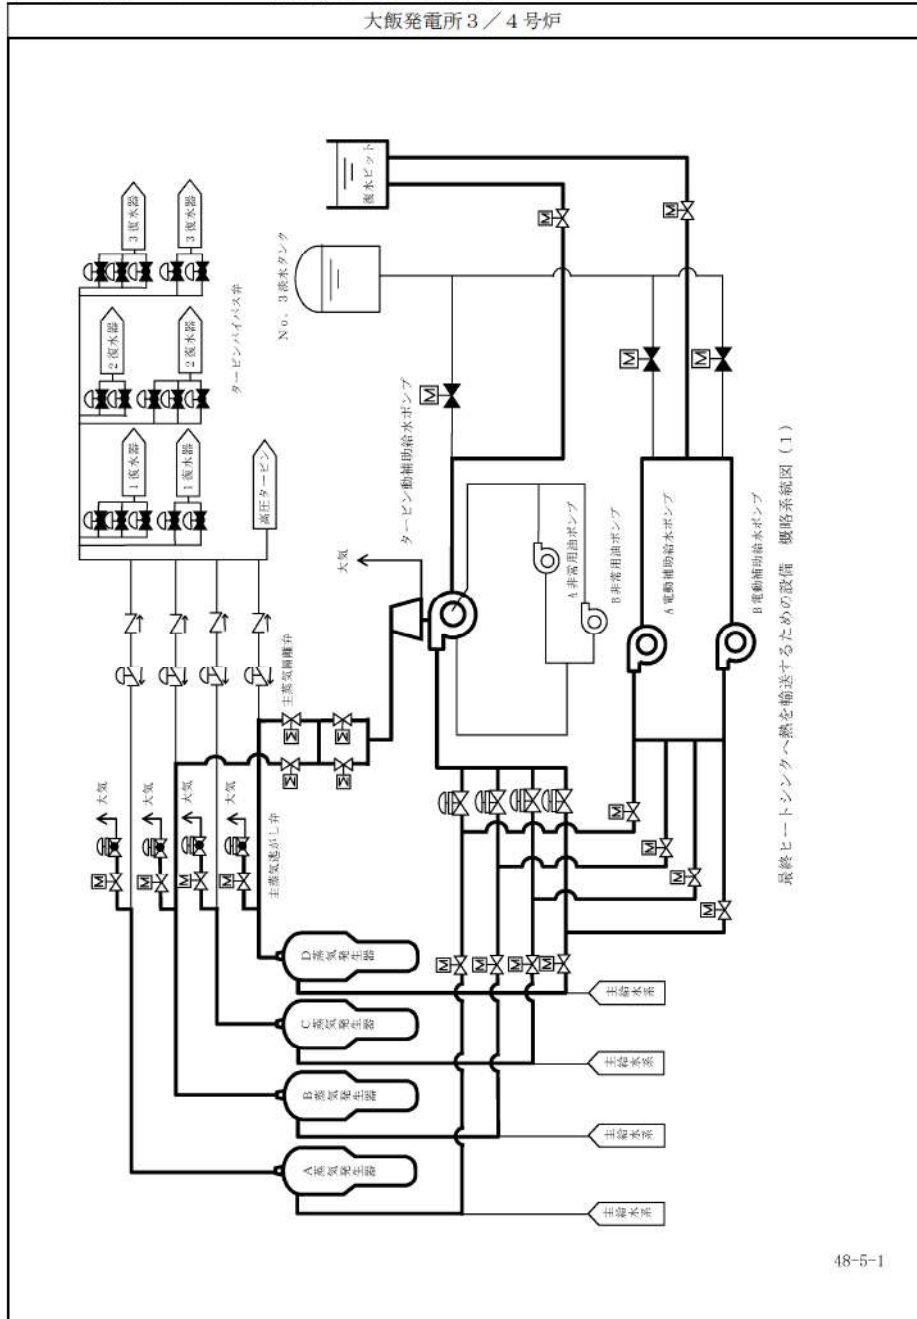 大飯発電所３／４号炉
3復水器
3復水器
2復水器
2復水器
1復水器
1復水器
タービンバイパス弁
高圧タービン
復水ピット
No. 3淡水タンク
M
M
M
M
M
タービン動補助給水ポンプ
大気
A非常用油ポンプ
B非常用油ポンプ
A電動補助給水ポンプ
B電動補助給水ポンプ
主蒸気隔離弁
M
M
M
M
大気
大気
大気
大気
M
M
M
M
主蒸気逃がし弁
M
M
M
M
M
M
M
M
D
蒸気発生器
C
蒸気発生器
B
蒸気発生器
A
蒸気発生器
主給水系
主給水系
主給水系
主給水系
最終ヒートシンクへ熱を輸送するための設備　概略系統図（1）
48-5-1